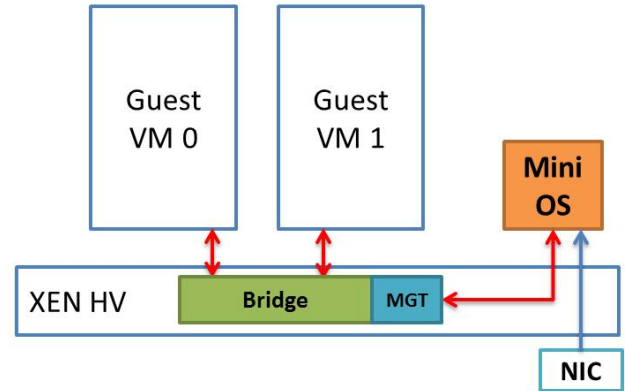 Guest
VM 0
Guest
VM 1
Mini
OS
XEN HV
Bridge
MGT
NIC